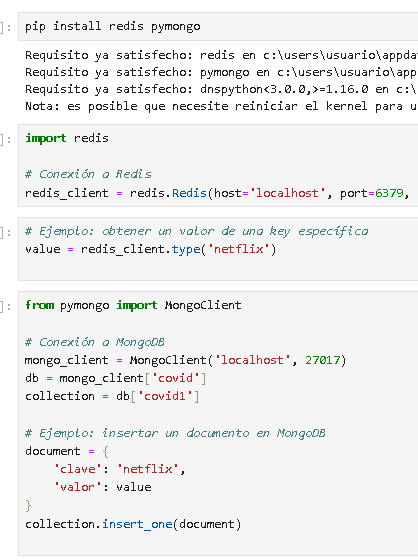 ]:
pip install redis pymongo
Requisito ya satisfecho: redis en c:\users\usuario\appda
Requisito ya satisfecho: pymongo en c:\users\usuario\app
Requisito ya satisfecho: dnspython<3.0.0,>=1.16.0 en c:\
Nota: es posible que necesite reiniciar el kernel para u
]:
import redis
# Conexión a Redis
redis_client = redis.Redis(host='localhost', port=6379,
]:
# Ejemplo: obtener un valor de una key específica
value = redis_client.type('netflix')
]:
from pymongo import MongoClient
# Conexión a MongoDB
mongo_client = MongoClient('localhost', 27017)
db = mongo_client['covid']
collection = db['covid1']
# Ejemplo: insertar un documento en MongoDB
document = {
    'clave': 'netflix',
    'valor': value
}
collection.insert_one(document)